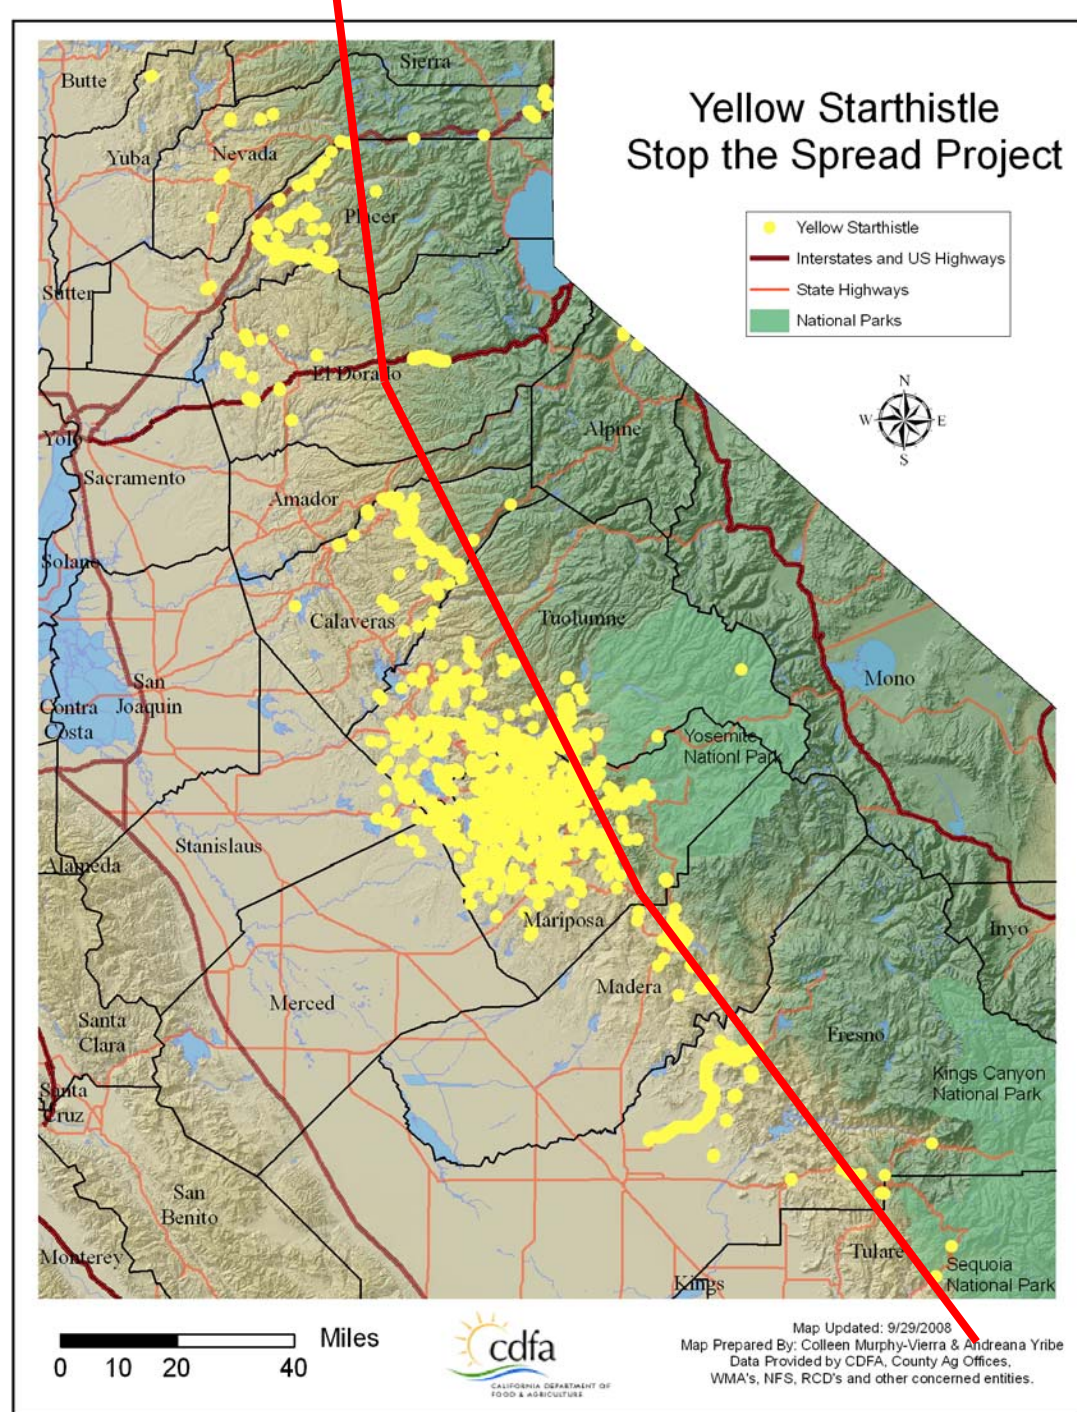 Yellow Starthistle
Stop the Spread Project
Yellow Starthistle
Interstates and US Highways
State Highways
National Parks
N
W E
S
Sierra
Butte
Yuba
Nevada
Placer
Sutter
El Dorado
Alpine
Yolo
Sacramento
Amador
Solano
Calaveras
Tuolumne
San
Joaquin
Mono
Contra
Costa
Yosemite
Nationl Park
Stanislaus
Alameda
Mariposa
Inyo
Madera
Merced
Santa
Clara
Fresno
Kings Canyon
National Park
Santa
Cruz
San
Benito
Tulare
Monterey
Sequoia
National Park
Kings
Miles
0 10 20 40
cdfa
CALIFORNIA DEPARTMENT OF
FOOD & AGRICULTURE
Map Updated: 9/29/2008
Map Prepared By: Colleen Murphy-Vierra & Andreana Yribe
Data Provided by CDFA, County Ag Offices,
WMA's, NFS, RCD's and other concerned entities.